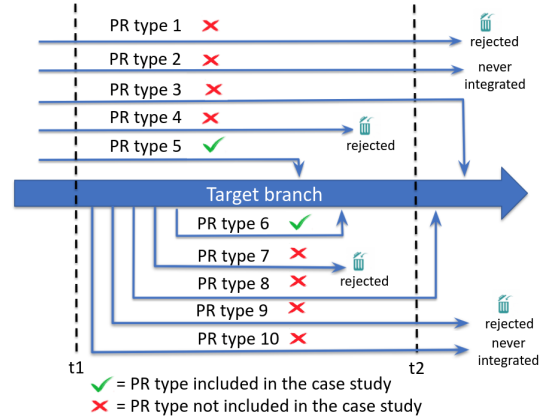 PR type 1
rejected
PR type 2
never
integrated
PR type 3
PR type 4
rejected
PR type 5
Target branch
PR type 6
PR type 7
rejected
PR type 8
PR type 9
rejected
PR type 10
never
integrated
t1
t2
= PR type included in the case study
= PR type not included in the case study